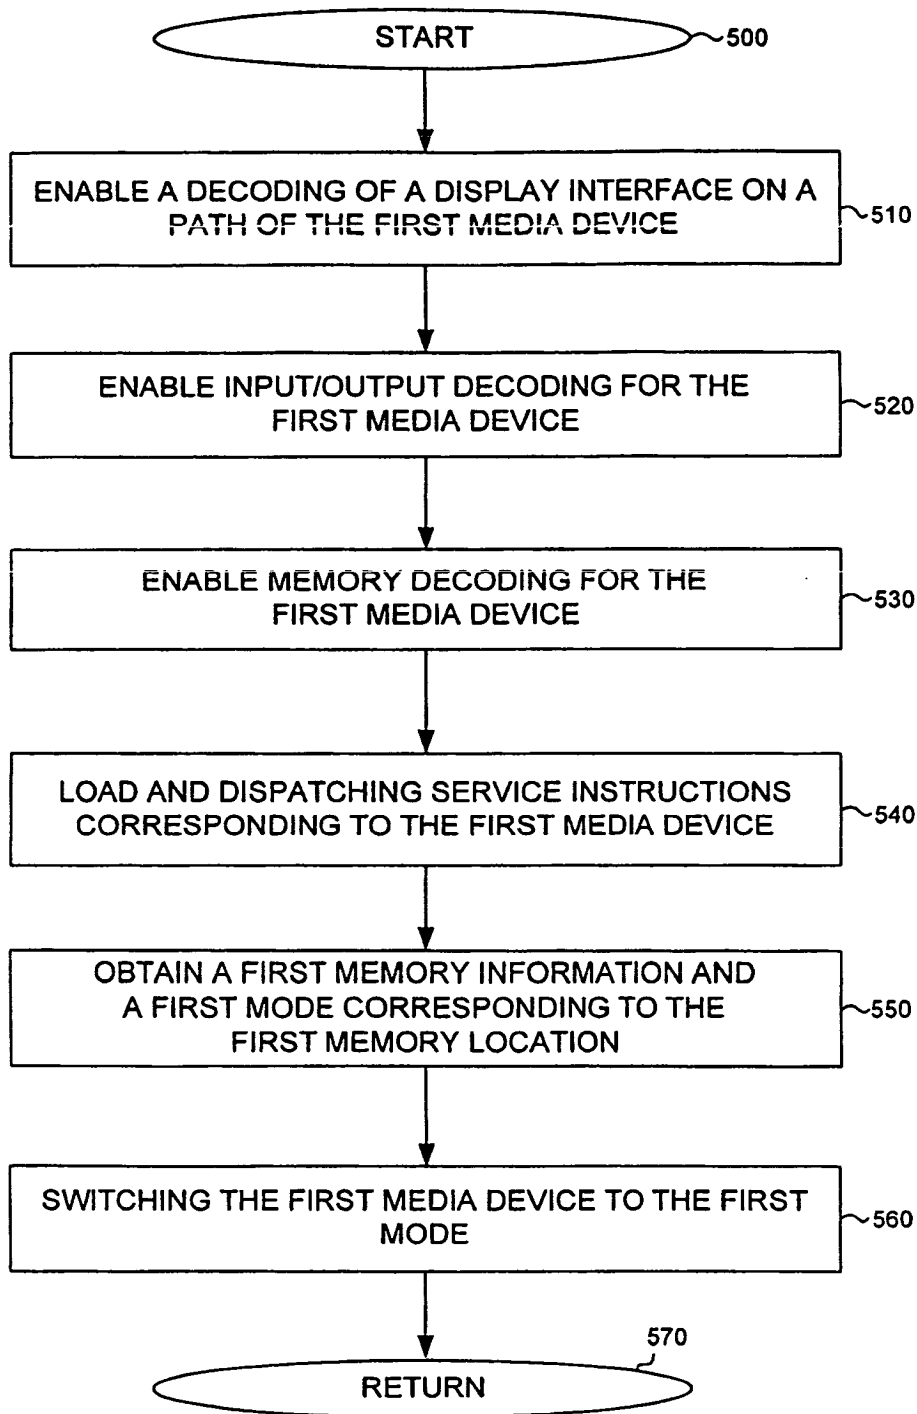 START
500
ENABLE A DECODING OF A DISPLAY INTERFACE ON A
PATH OF THE FIRST MEDIA DEVICE
510
ENABLE INPUT/OUTPUT DECODING FOR THE
FIRST MEDIA DEVICE
520
ENABLE MEMORY DECODING FOR THE
FIRST MEDIA DEVICE
530
LOAD AND DISPATCHING SERVICE INSTRUCTIONS
CORRESPONDING TO THE FIRST MEDIA DEVICE
540
OBTAIN A FIRST MEMORY INFORMATION AND
A FIRST MODE CORRESPONDING TO THE
FIRST MEMORY LOCATION
550
SWITCHING THE FIRST MEDIA DEVICE TO THE FIRST
MODE
560
570
RETURN